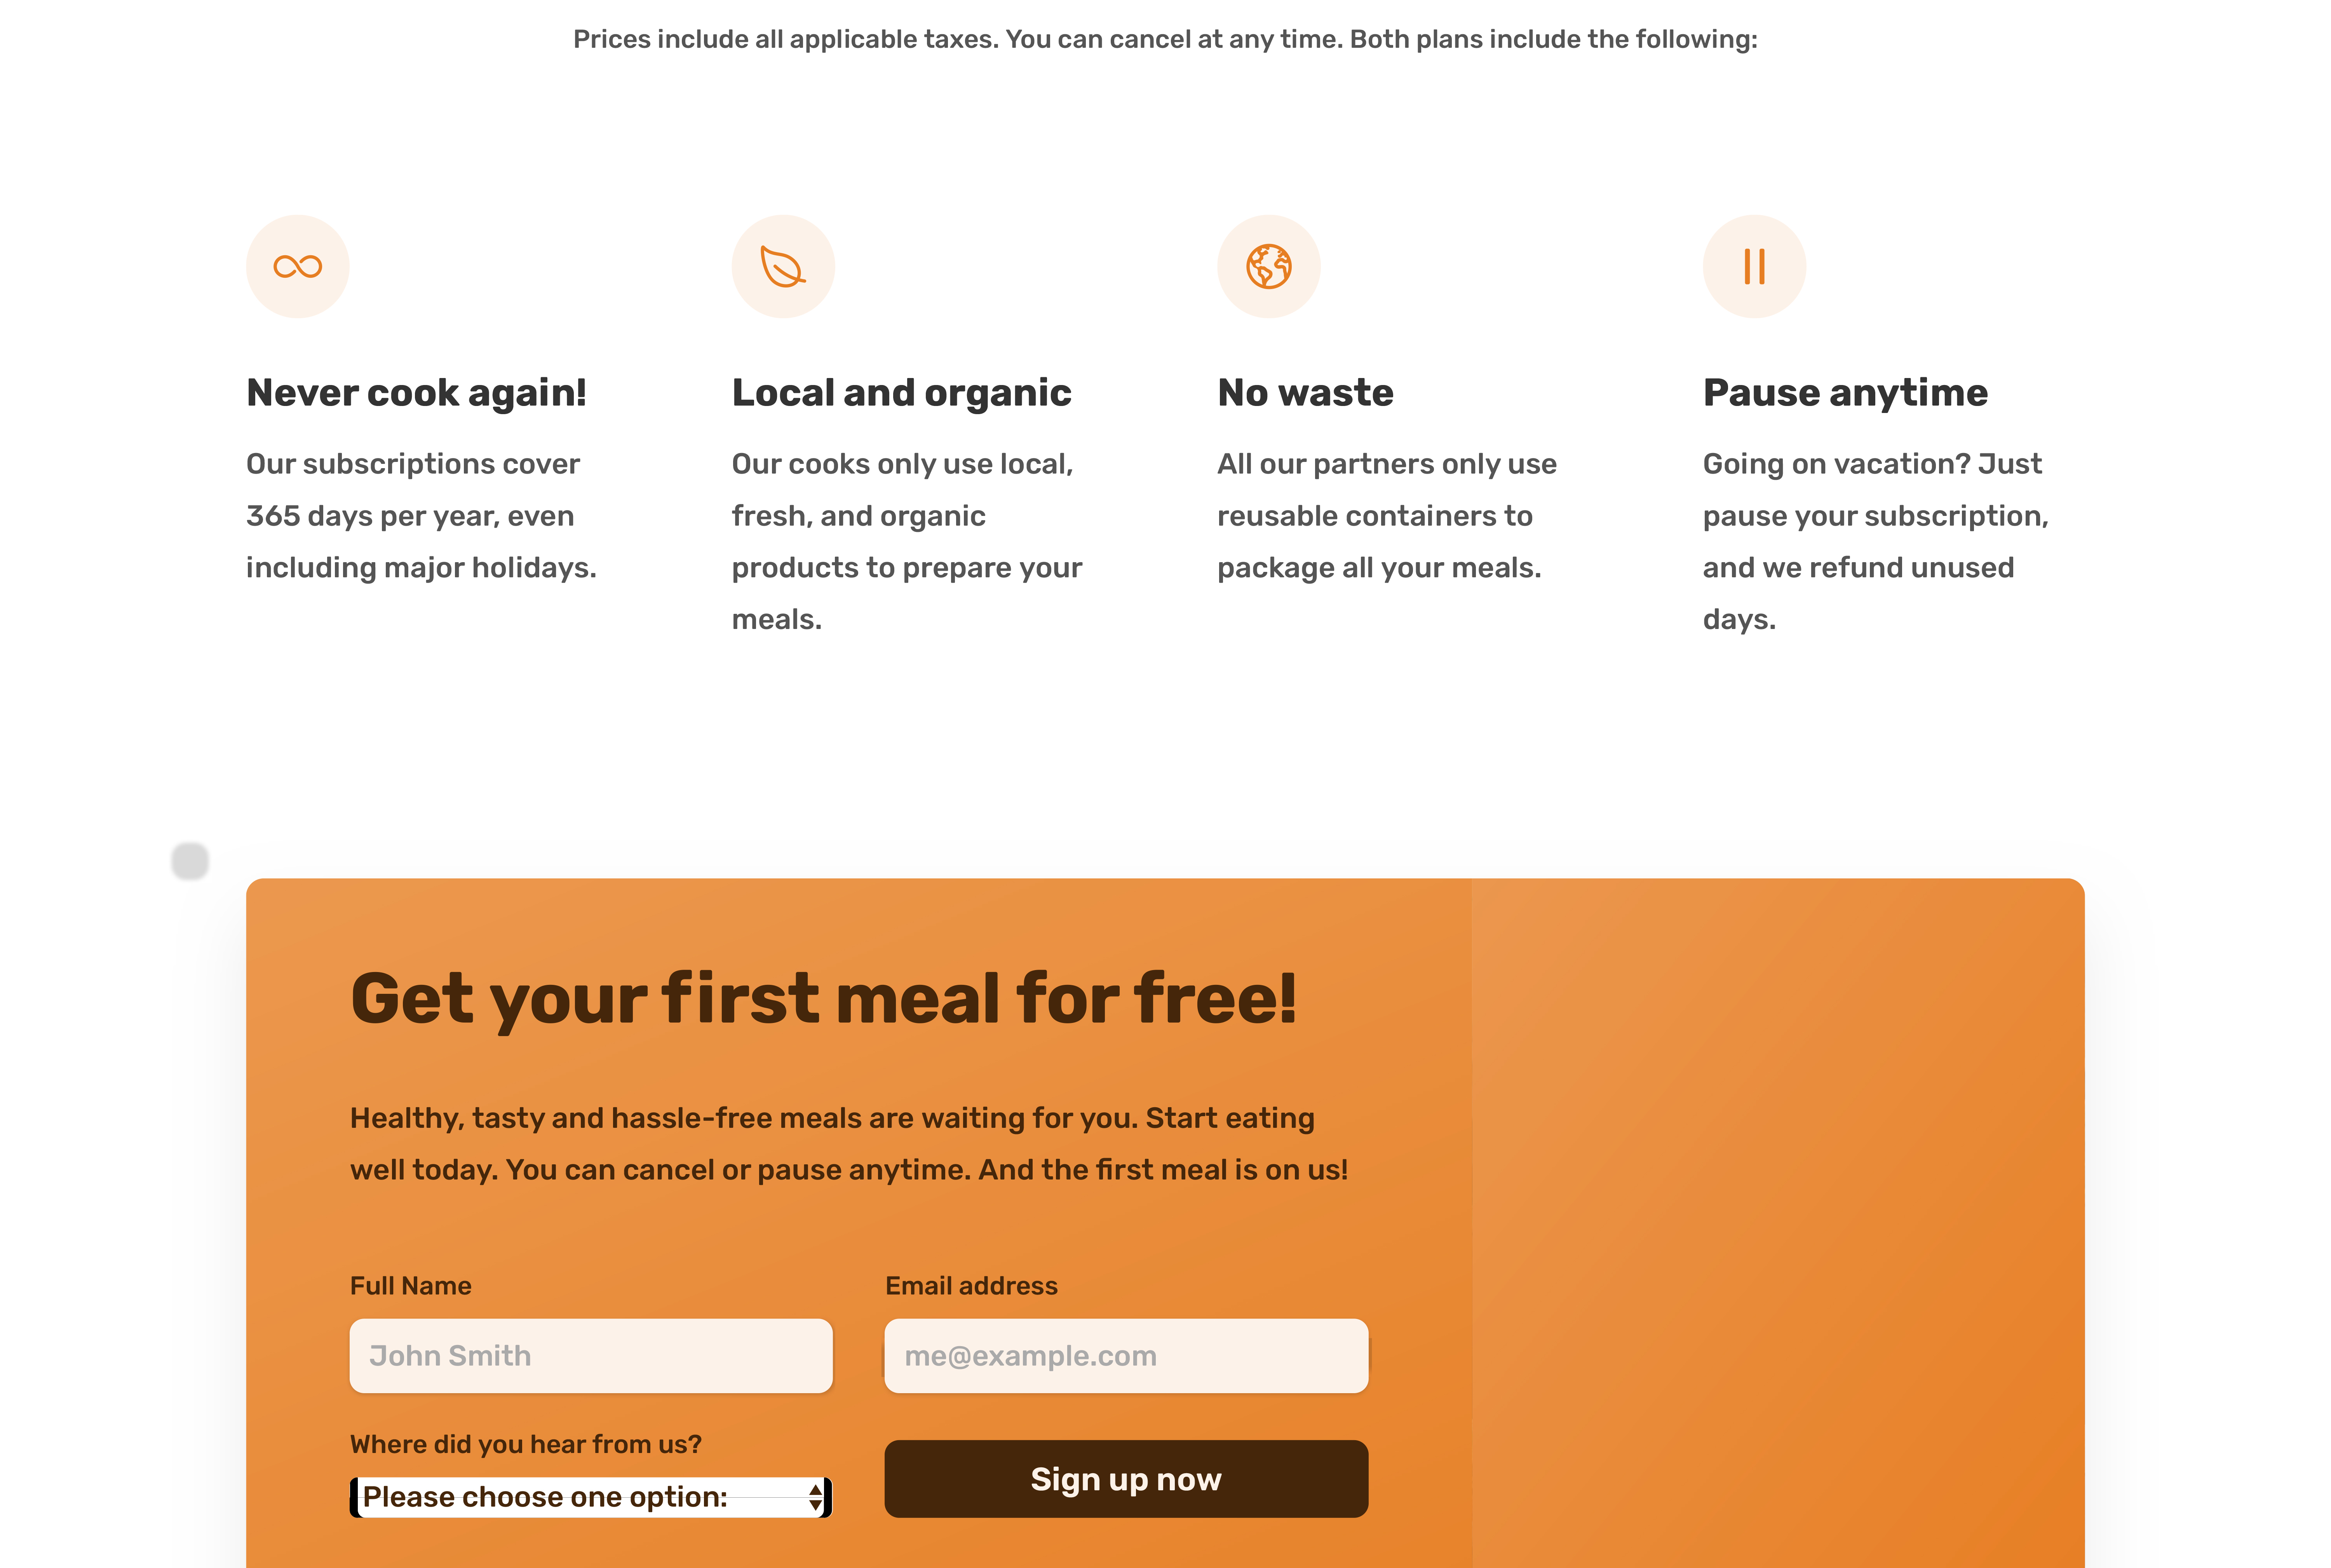 Prices include all applicable taxes. You can cancel at any time. Both plans include the following:
Never cook again!
Our subscriptions cover
365 days per year, even
including major holidays.
Local and organic
Our cooks only use local,
fresh, and organic
products to prepare your
meals.
No waste
All our partners only use
reusable containers to
package all your meals.
Pause anytime
Going on vacation? Just
pause your subscription,
and we refund unused
days.
Get your first meal for free!
Healthy, tasty and hassle-free meals are waiting for you. Start eating
well today. You can cancel or pause anytime. And the first meal is on us!
Full Name
John Smith
Email address
me@example.com
Where did you hear from us?
Please choose one option:
Sign up now